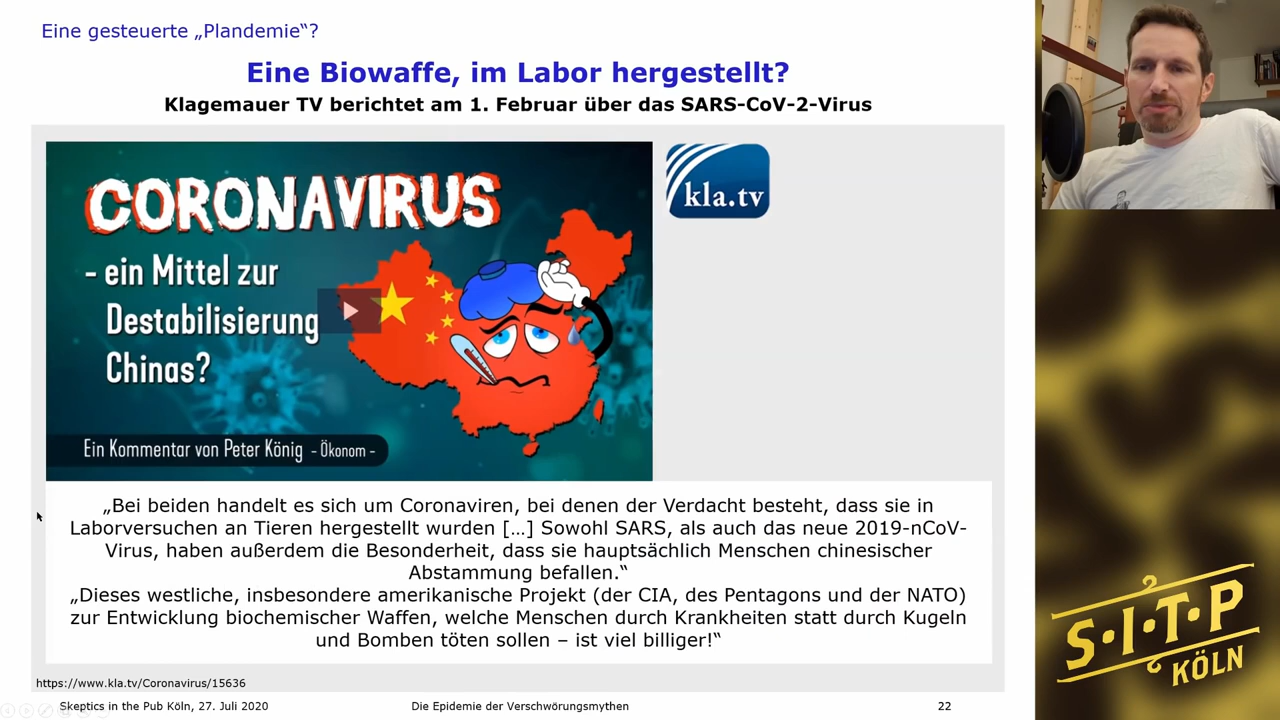 Eine gesteuerte „Plandemie“?
Eine Biowaffe, im Labor hergestellt?
Klagemauer TV berichtet am 1. Februar über das SARS-CoV-2-Virus
CORONAVIRUS
- ein Mittel zur
Destabilisierung
Chinas?
Ein Kommentar von Peter König - Ökonom -
kla.tv
„Bei beiden handelt es sich um Coronaviren, bei denen der Verdacht besteht, dass sie in
Laborversuchen an Tieren hergestellt wurden […] Sowohl SARS, als auch das neue 2019-nCoV-
Virus, haben außerdem die Besonderheit, dass sie hauptsächlich Menschen chinesischer
Abstammung befallen.“
„Dieses westliche, insbesondere amerikanische Projekt (der CIA, des Pentagons und der NATO)
zur Entwicklung biochemischer Waffen, welche Menschen durch Krankheiten statt durch Kugeln
und Bomben töten sollen – ist viel billiger!“
https://www.kla.tv/Coronavirus/15636
Skeptics in the Pub Köln, 27. Juli 2020
Die Epidemie der Verschwörungsmythen
22
S·I·T·P
KÖLN